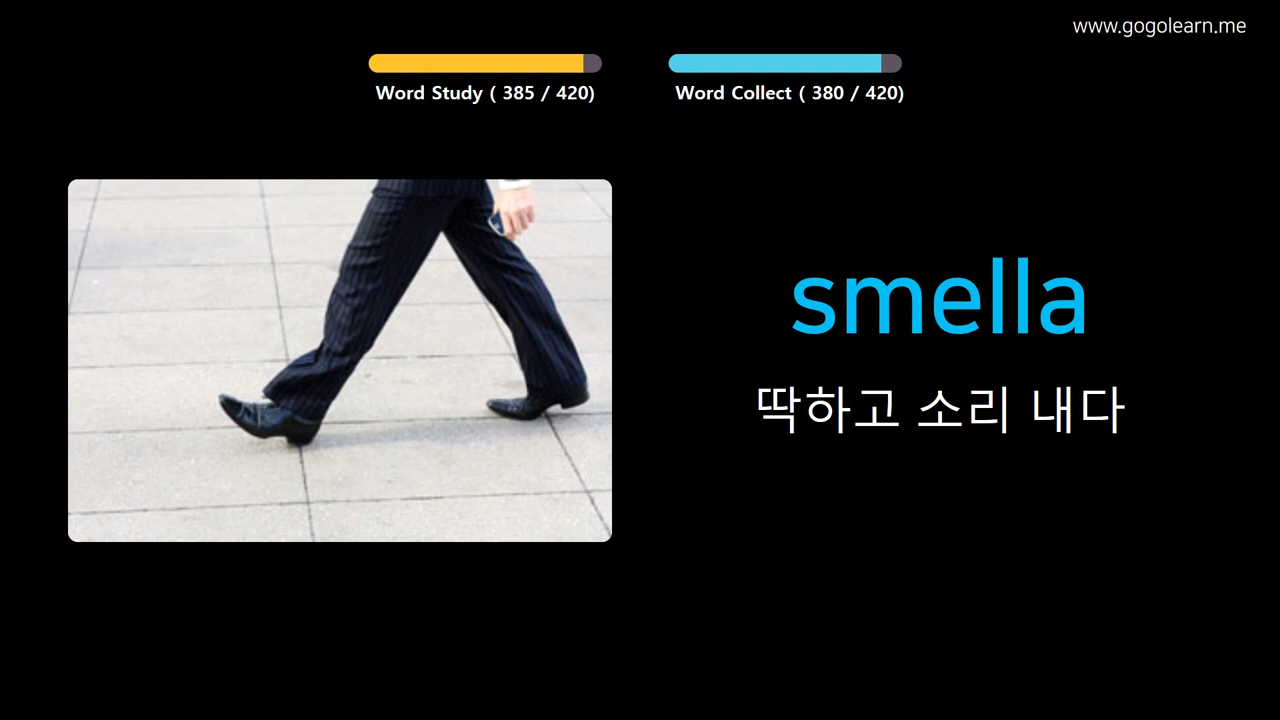 www.gogolearn.me
Word Study ( 385 / 420)
Word Collect ( 380 / 420)
smella
딱하고 소리 내다